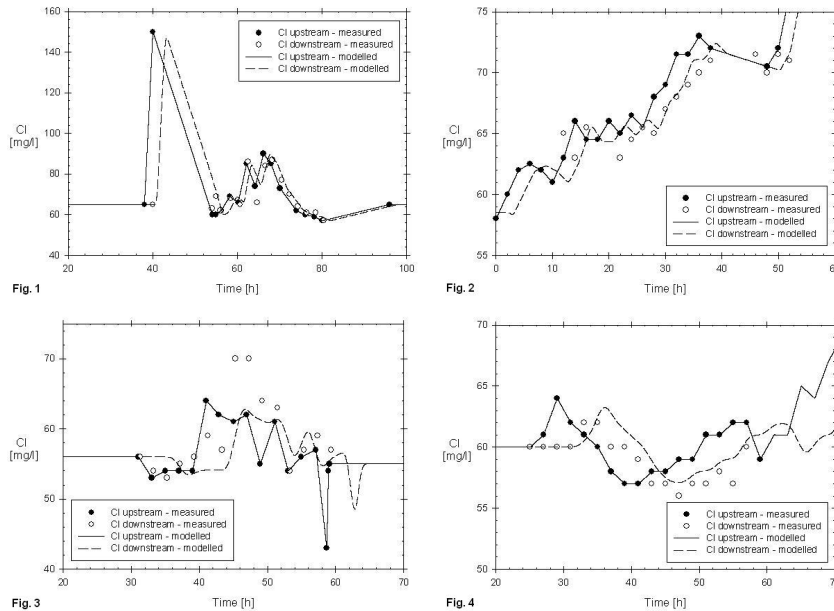 160
140
120
100
80
60
40
Cl
[mg/l]
Cl upstream - measured
Cl downstream - measured
Cl upstream - modelled
Cl downstream - modelled
20 40 60 80 100
Fig. 1
Time [h]
75
70
65
60
55
Cl
[mg/l]
Cl upstream - measured
Cl downstream - measured
Cl upstream - modelled
Cl downstream - modelled
0 10 20 30 40 50 60
Fig. 2
Time [h]
70
60
50
40
Cl
[mg/l]
Cl upstream - measured
Cl downstream - measured
Cl upstream - modelled
Cl downstream - modelled
20 30 40 50 60 70
Fig. 3
Time [h]
70
65
60
55
50
Cl
[mg/l]
Cl upstream - measured
Cl downstream - measured
Cl upstream - modelled
Cl downstream - modelled
20 30 40 50 60 70
Fig. 4
Time [h]